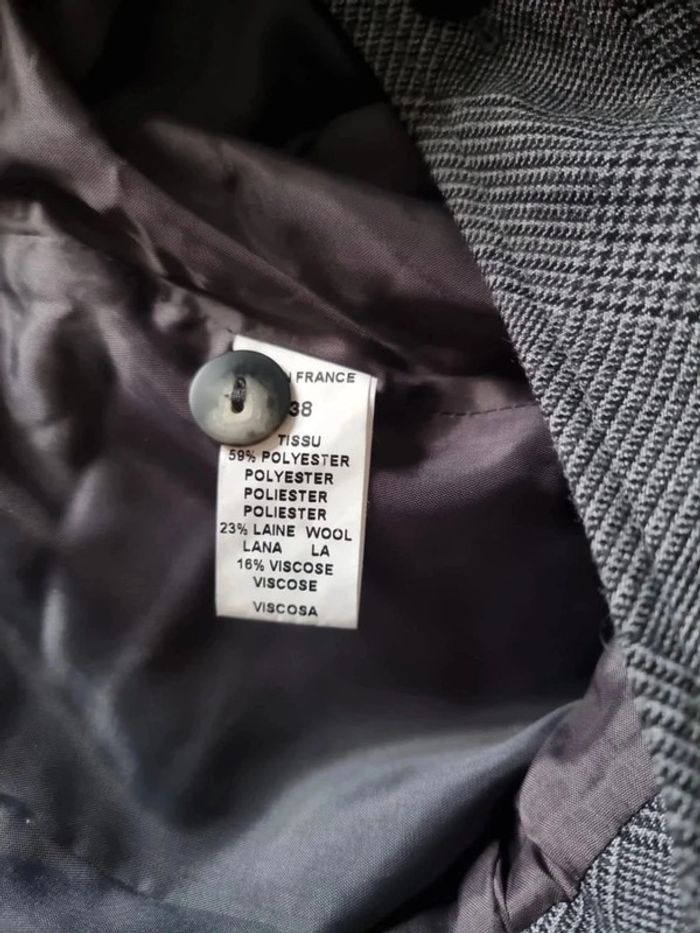 FRANCE
38
TISSU
59% POLYESTER
POLYESTER
POLIESTER
POLIESTER
23% LAINE WOOL
LANA LA
16% VISCOSE
VISCOSE
VISCOSA